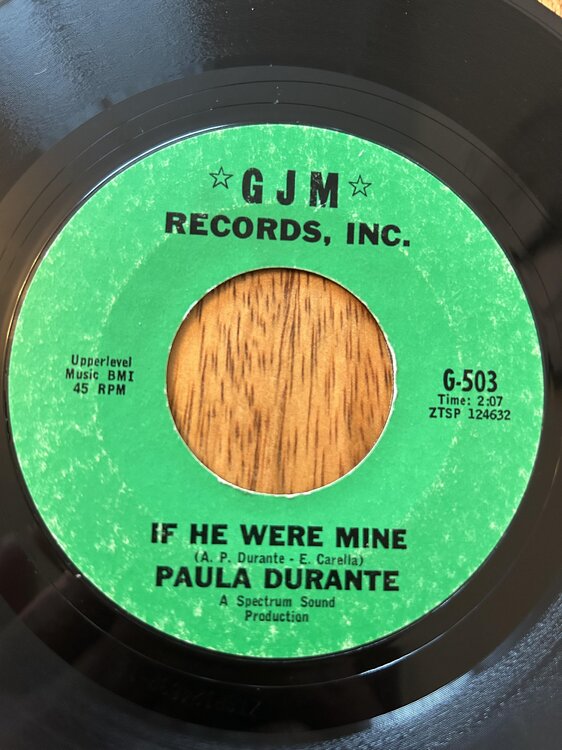 ☆ G J M ☆
RECORDS, INC.
Upperlevel
Music BMI
45 RPM
G-503
Time: 2:07
ZTSP 124632
IF HE WERE MINE
(A. P. Durante - E. Carella)
PAULA DURANTE
A Spectrum Sound
Production